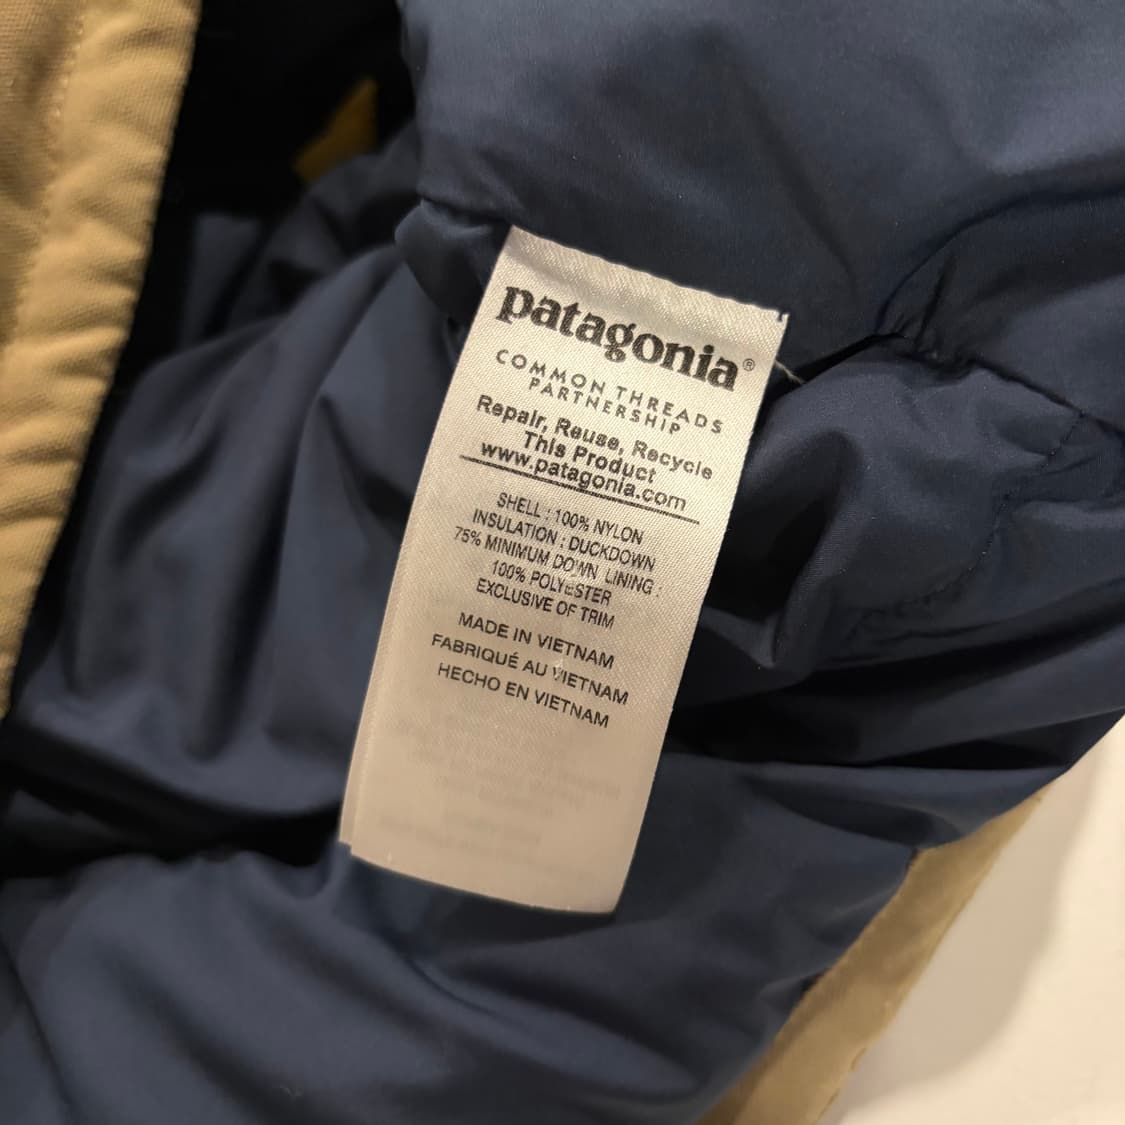 patagonia®
COMMON THREADS
PARTNERSHIP
Repair, Reuse, Recycle
This Product
www.patagonia.com
SHELL : 100% NYLON
INSULATION : DUCKDOWN
75% MINIMUM DOWN LINING :
100% POLYESTER
EXCLUSIVE OF TRIM
MADE IN VIETNAM
FABRIQUÉ AU VIETNAM
HECHO EN VIETNAM